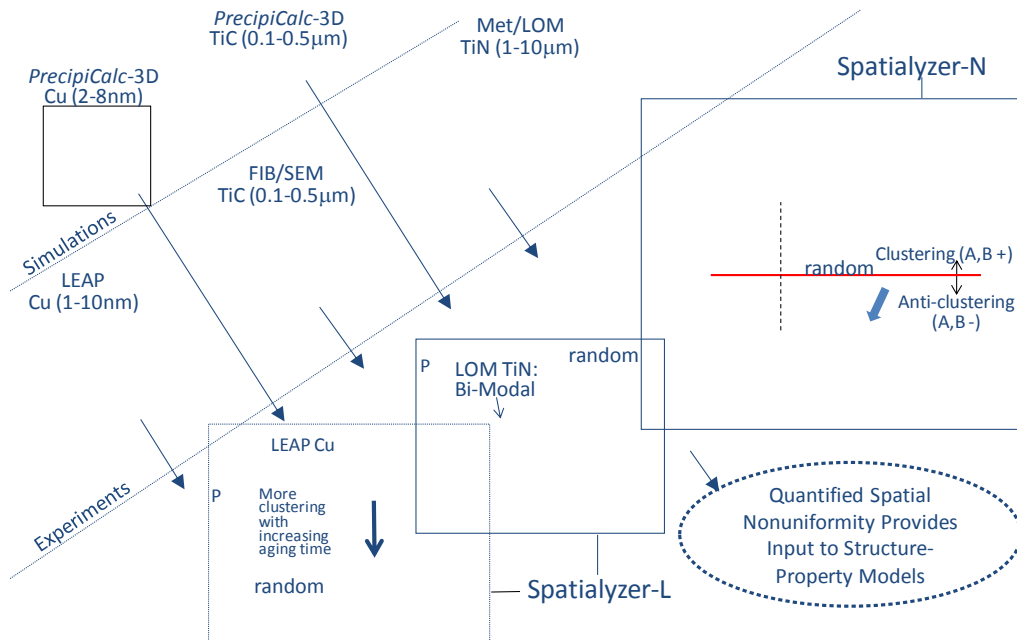 PrecipiCalc-3D
TiC (0.1-0.5μm)
Met/LOM
TiN (1-10μm)
PrecipiCalc-3D
Cu (2-8nm)
Spatialyzer-N
FIB/SEM
TiC (0.1-0.5μm)
Simulations
LEAP
Cu (1-10nm)
Clustering (A,B +)
random
Anti-clustering
(A,B -)
P
random
LOM TiN:
Bi-Modal
LEAP Cu
P
More
clustering
with
increasing
aging time
random
Experiments
Spatialyzer-L
Quantified Spatial
Nonuniformity Provides
Input to Structure-
Property Models